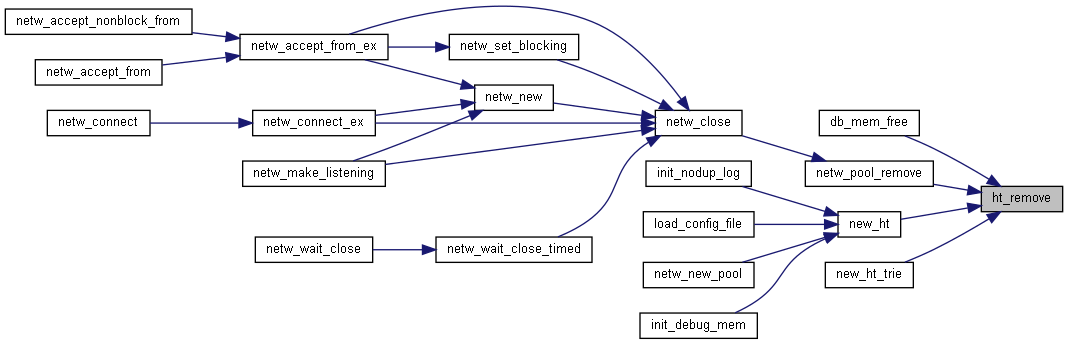 netw_accept_nonblock_from
netw_accept_from_ex
netw_set_blocking
netw_accept_from
netw_new
netw_connect
netw_connect_ex
netw_close
db_mem_free
netw_make_listening
init_nodup_log
netw_pool_remove
ht_remove
load_config_file
new_ht
netw_wait_close
netw_wait_close_timed
netw_new_pool
new_ht_trie
init_debug_mem